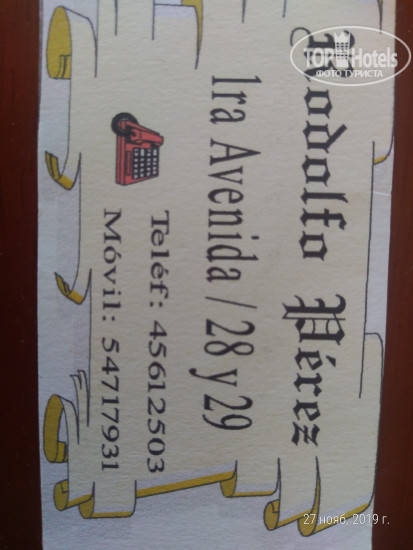 Rodolfo Pérez
1ra Avenida / 28 y 29
Teléf: 45612503
Móvil: 54717931
TOP Hotels
ФОТО ТУРИСТА
27 нояб. 2019 г.